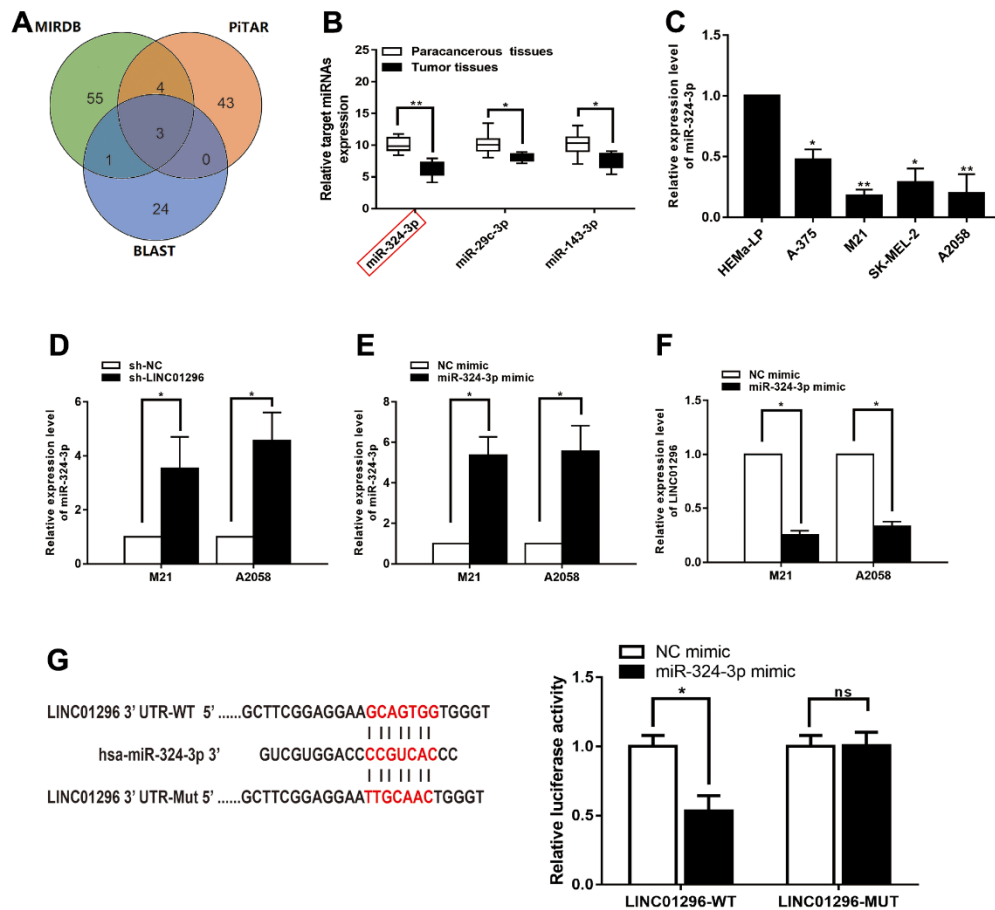 A
MIRDB
PiTAR
55
4
43
3
1
0
24
BLAST
B
Paracancerous tissues
Tumor tissues
Relative target miRNAs
expression
25
20
15
10
5
0
**
*
*
miR-324-3p
miR-29c-3p
miR-143-3p
C
Relative expression level
of miR-324-3p
1.5
1.0
0.5
0.0
*
**
*
**
HEMa-LP
A-375
M21
SK-MEL-2
A2058
D
sh-NC
sh-LINC01296
Relative expression level
of miR-324-3p
6
4
2
0
*
*
M21
A2058
E
NC mimic
miR-324-3p mimic
Relative expression level
of miR-324-3p
8
6
4
2
0
*
*
M21
A2058
F
NC mimic
miR-324-3p mimic
Relative expression level
of LINC01296
1.5
1.0
0.5
0.0
*
*
M21
A2058
G
LINC01296 3' UTR-WT 5' ......GCTTCGGAGGAAGCAGTGGTGGGT
hsa-miR-324-3p 3' GUCGUGGACCCCGUCACCC
LINC01296 3' UTR-Mut 5' ......GCTTCGGAGGAATTGCAACTGGGT
NC mimic
miR-324-3p mimic
Relative luciferase activity
1.5
1.0
0.5
0.0
*
ns
LINC01296-WT
LINC01296-MUT